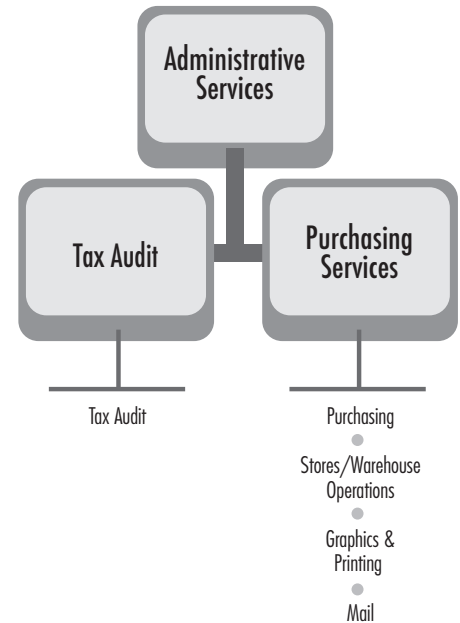 Administrative
Services
Tax Audit
Purchasing
Services
Tax Audit
Purchasing
Stores/Warehouse
Operations
Graphics &
Printing
Mail